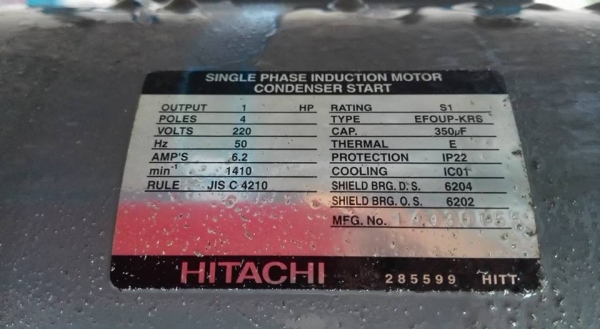 SINGLE PHASE INDUCTION MOTOR
CONDENSER START
OUTPUT 1 HP
POLES 4
VOLTS 220
Hz 50
AMP'S 6.2
min⁻¹ 1410
RULE JIS C 4210
RATING S1
TYPE EFOUP-KRS
CAP. 350µF
THERMAL E
PROTECTION IP22
COOLING IC01
SHIELD BRG. D. S. 6204
SHIELD BRG. O. S. 6202
MFG. No.
HITACHI 285599 HITT